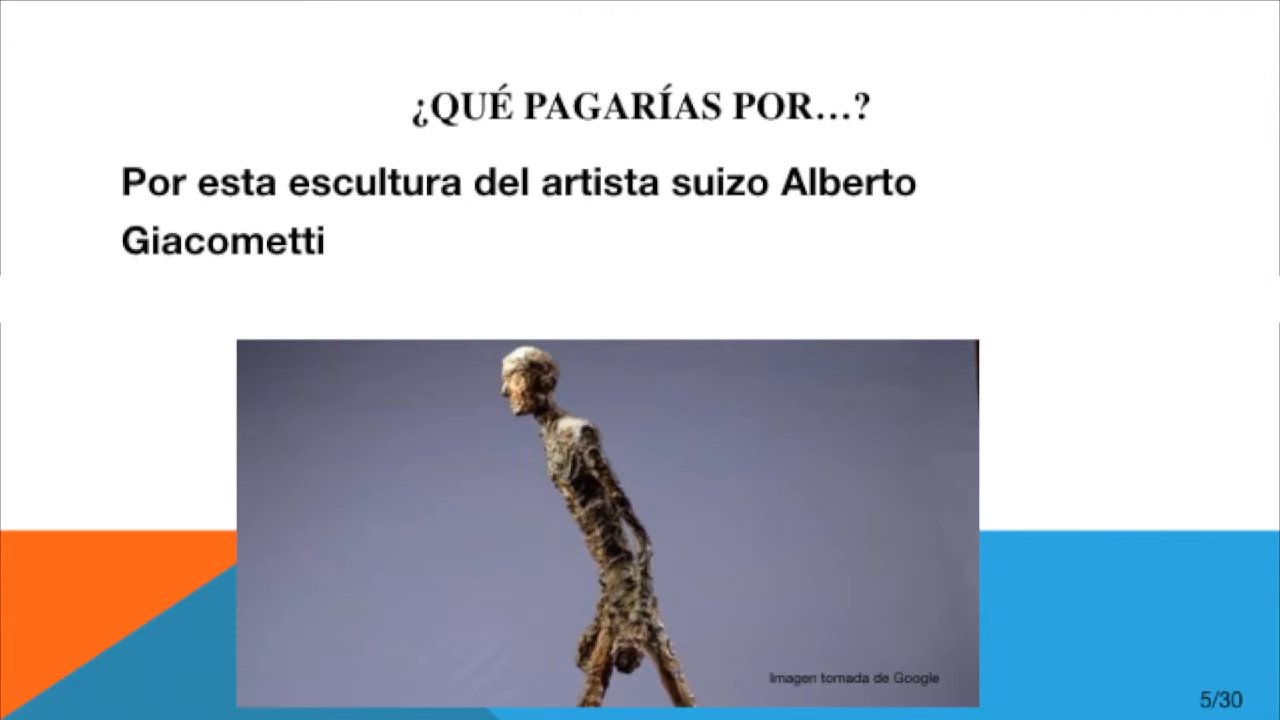 ¿QUÉ PAGARÍAS POR…?
Por esta escultura del artista suizo Alberto
Giacometti
Imagen tomada de Google
5/30